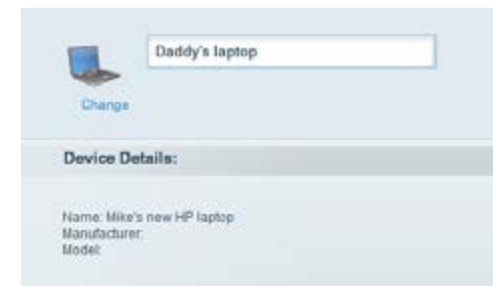 Daddy's laptop
Change
Device Details:
Name: Mike's new HP laptop
Manufacturer:
Model: